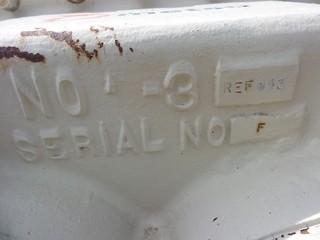 NO -3 REF
SERIAL NO F